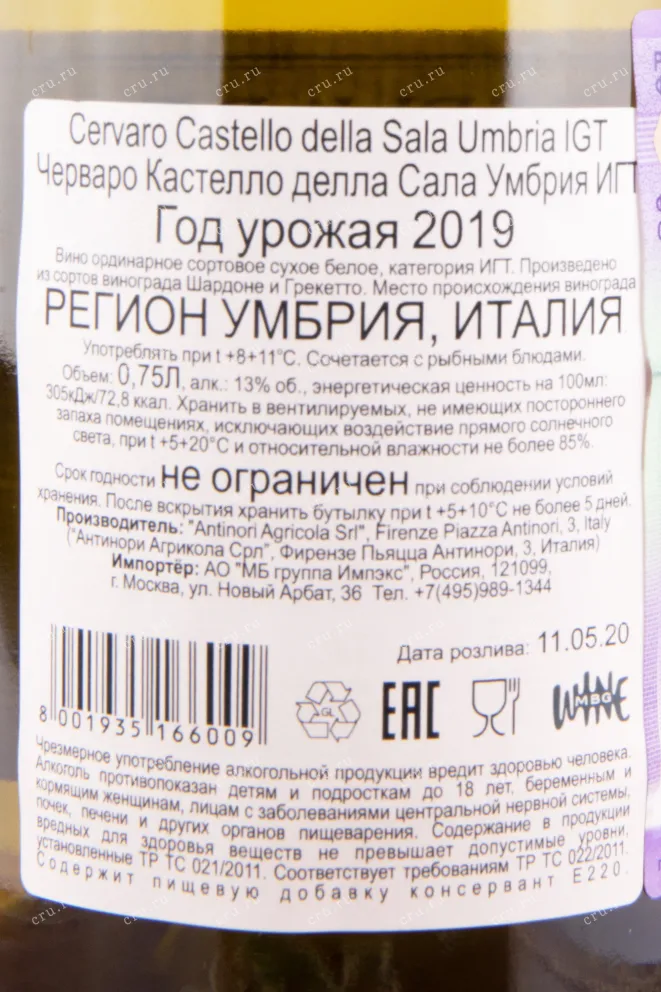 Cervaro Castello della Sala Umbria IGT
Черваро Кастелло делла Сала Умбрия ИГТ
Год урожая 2019
Вино ординарное сортовое сухое белое, категория ИГТ. Произведено
из сортов винограда Шардоне и Грекетто. Место происхождения винограда
РЕГИОН УМБРИЯ, ИТАЛИЯ
Употреблять при t +8+11°С. Сочетается с рыбными блюдами.
Объем: 0,75Л, алк.: 13% об., энергетическая ценность на 100мл:
305кДж/72,8 ккал. Хранить в вентилируемых, не имеющих постороннего
запаха помещениях, исключающих воздействие прямого солнечного
света, при t +5+20°С и относительной влажности не более 85%.
Срок годности не ограничен при соблюдении условий
хранения. После вскрытия хранить бутылку при t +5+10°С не более 5 дней.
Производитель: "Antinori Agricola Srl", Firenze Piazza Antinori, 3, Italy
("Антинори Агрикола Срл", Фирензе Пьяцца Антинори, 3, Италия)
Импортёр: АО "МБ группа Импэкс", Россия, 121099,
г. Москва, ул. Новый Арбат, 36 Тел. +7(495)989-1344
Дата розлива: 11.05.20
8 001935 166009
GL
EAC
WINE
MBG
Чрезмерное употребление алкогольной продукции вредит здоровью человека.
Алкоголь противопоказан детям и подросткам до 18 лет, беременным и
кормящим женщинам, лицам с заболеваниями центральной нервной системы,
почек, печени и других органов пищеварения. Содержание в продукции
вредных для здоровья веществ не превышает допустимые уровни,
установленные ТР ТС 021/2011. Соответствует требованиям ТР ТС 022/2011.
Содержит пищевую добавку консервант Е220.
cru.ru